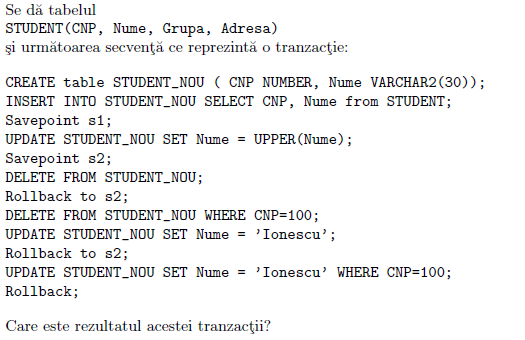 Se dă tabelul
STUDENT(CNP, Nume, Grupa, Adresa)
şi următoarea secvenţă ce reprezintă o tranzacţie:
CREATE table STUDENT_NOU ( CNP NUMBER, Nume VARCHAR2(30));
INSERT INTO STUDENT_NOU SELECT CNP, Nume from STUDENT;
Savepoint s1;
UPDATE STUDENT_NOU SET Nume = UPPER(Nume);
Savepoint s2;
DELETE FROM STUDENT_NOU;
Rollback to s2;
DELETE FROM STUDENT_NOU WHERE CNP=100;
UPDATE STUDENT_NOU SET Nume = ’Ionescu’;
Rollback to s2;
UPDATE STUDENT_NOU SET Nume = ’Ionescu’ WHERE CNP=100;
Rollback;
Care este rezultatul acestei tranzacţii?